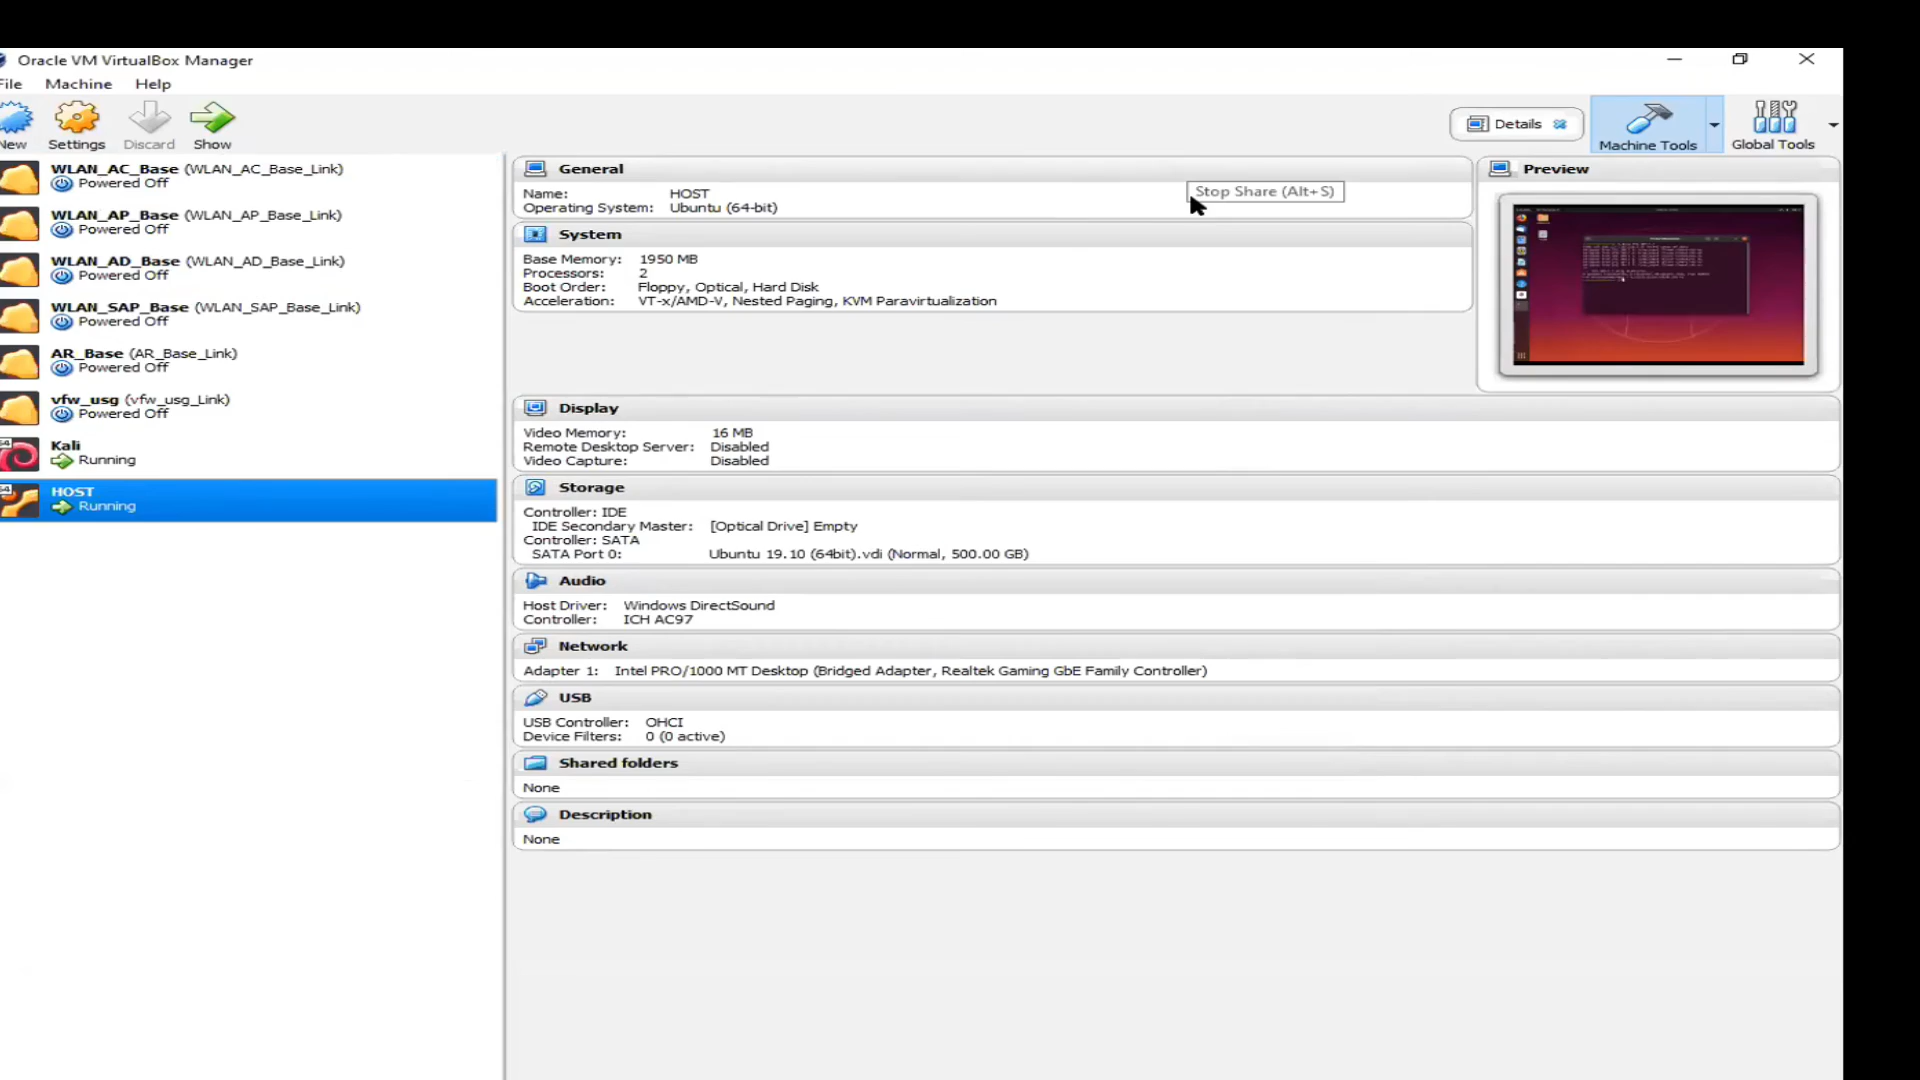 Oracle VM VirtualBox Manager
File Machine Help
New Settings Discard Show
Details Machine Tools Global Tools
WLAN_AC_Base (WLAN_AC_Base_Link)
Powered Off
WLAN_AP_Base (WLAN_AP_Base_Link)
Powered Off
WLAN_AD_Base (WLAN_AD_Base_Link)
Powered Off
WLAN_SAP_Base (WLAN_SAP_Base_Link)
Powered Off
AR_Base (AR_Base_Link)
Powered Off
vfw_usg (vfw_usg_Link)
Powered Off
64
Kali
Running
64
HOST
Running
General
Name: HOST
Operating System: Ubuntu (64-bit)
Stop Share (Alt+S)
Preview
System
Base Memory: 1950 MB
Processors: 2
Boot Order: Floppy, Optical, Hard Disk
Acceleration: VT-x/AMD-V, Nested Paging, KVM Paravirtualization
Display
Video Memory: 16 MB
Remote Desktop Server: Disabled
Video Capture: Disabled
Storage
Controller: IDE
IDE Secondary Master: [Optical Drive] Empty
Controller: SATA
SATA Port 0: Ubuntu 19.10 (64bit).vdi (Normal, 500.00 GB)
Audio
Host Driver: Windows DirectSound
Controller: ICH AC97
Network
Adapter 1: Intel PRO/1000 MT Desktop (Bridged Adapter, Realtek Gaming GbE Family Controller)
USB
USB Controller: OHCI
Device Filters: 0 (0 active)
Shared folders
None
Description
None